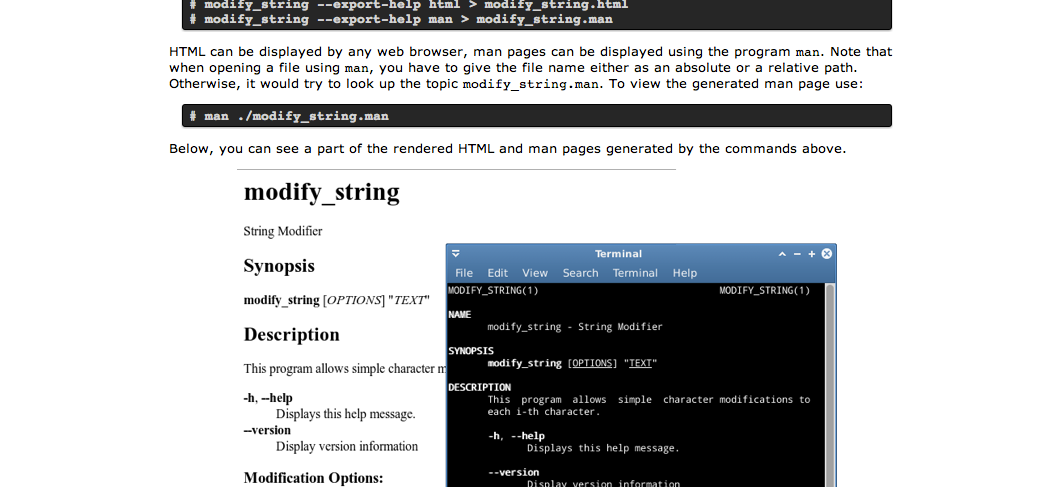 # modify_string --export-help html > modify_string.html
# modify_string --export-help man > modify_string.man
HTML can be displayed by any web browser, man pages can be displayed using the program man. Note that
when opening a file using man, you have to give the file name either as an absolute or a relative path.
Otherwise, it would try to look up the topic modify_string.man. To view the generated man page use:
# man ./modify_string.man
Below, you can see a part of the rendered HTML and man pages generated by the commands above.
modify_string
String Modifier
Synopsis
modify_string [OPTIONS] "TEXT"
Description
This program allows simple character m
-h, --help
Displays this help message.
--version
Display version information
Modification Options:
Terminal
File Edit View Search Terminal Help
MODIFY_STRING(1) MODIFY_STRING(1)
NAME
modify_string - String Modifier
SYNOPSIS
modify_string [OPTIONS] "TEXT"
DESCRIPTION
This program allows simple character modifications to
each i-th character.
-h, --help
Displays this help message.
--version
Display version information